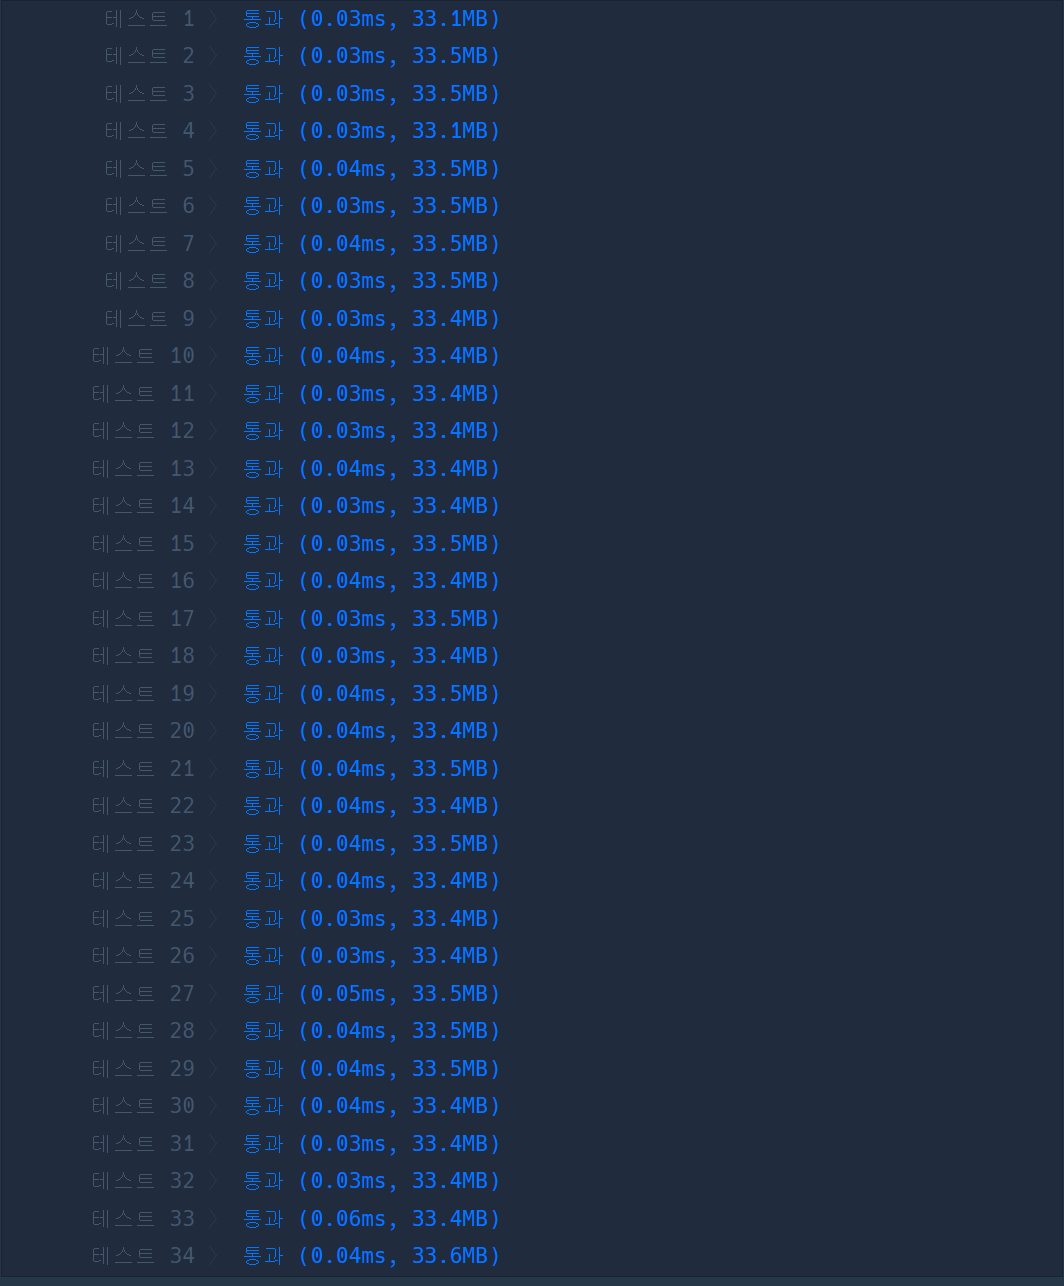 테스트 1 〉 통과 (0.03ms, 33.1MB)
테스트 2 〉 통과 (0.03ms, 33.5MB)
테스트 3 〉 통과 (0.03ms, 33.5MB)
테스트 4 〉 통과 (0.03ms, 33.1MB)
테스트 5 〉 통과 (0.04ms, 33.5MB)
테스트 6 〉 통과 (0.03ms, 33.5MB)
테스트 7 〉 통과 (0.04ms, 33.5MB)
테스트 8 〉 통과 (0.03ms, 33.5MB)
테스트 9 〉 통과 (0.03ms, 33.4MB)
테스트 10 〉 통과 (0.04ms, 33.4MB)
테스트 11 〉 통과 (0.03ms, 33.4MB)
테스트 12 〉 통과 (0.03ms, 33.4MB)
테스트 13 〉 통과 (0.04ms, 33.4MB)
테스트 14 〉 통과 (0.03ms, 33.4MB)
테스트 15 〉 통과 (0.03ms, 33.5MB)
테스트 16 〉 통과 (0.04ms, 33.4MB)
테스트 17 〉 통과 (0.03ms, 33.5MB)
테스트 18 〉 통과 (0.03ms, 33.4MB)
테스트 19 〉 통과 (0.04ms, 33.5MB)
테스트 20 〉 통과 (0.04ms, 33.4MB)
테스트 21 〉 통과 (0.04ms, 33.5MB)
테스트 22 〉 통과 (0.04ms, 33.4MB)
테스트 23 〉 통과 (0.04ms, 33.5MB)
테스트 24 〉 통과 (0.04ms, 33.4MB)
테스트 25 〉 통과 (0.03ms, 33.4MB)
테스트 26 〉 통과 (0.03ms, 33.4MB)
테스트 27 〉 통과 (0.05ms, 33.5MB)
테스트 28 〉 통과 (0.04ms, 33.5MB)
테스트 29 〉 통과 (0.04ms, 33.5MB)
테스트 30 〉 통과 (0.04ms, 33.4MB)
테스트 31 〉 통과 (0.03ms, 33.4MB)
테스트 32 〉 통과 (0.03ms, 33.4MB)
테스트 33 〉 통과 (0.06ms, 33.4MB)
테스트 34 〉 통과 (0.04ms, 33.6MB)